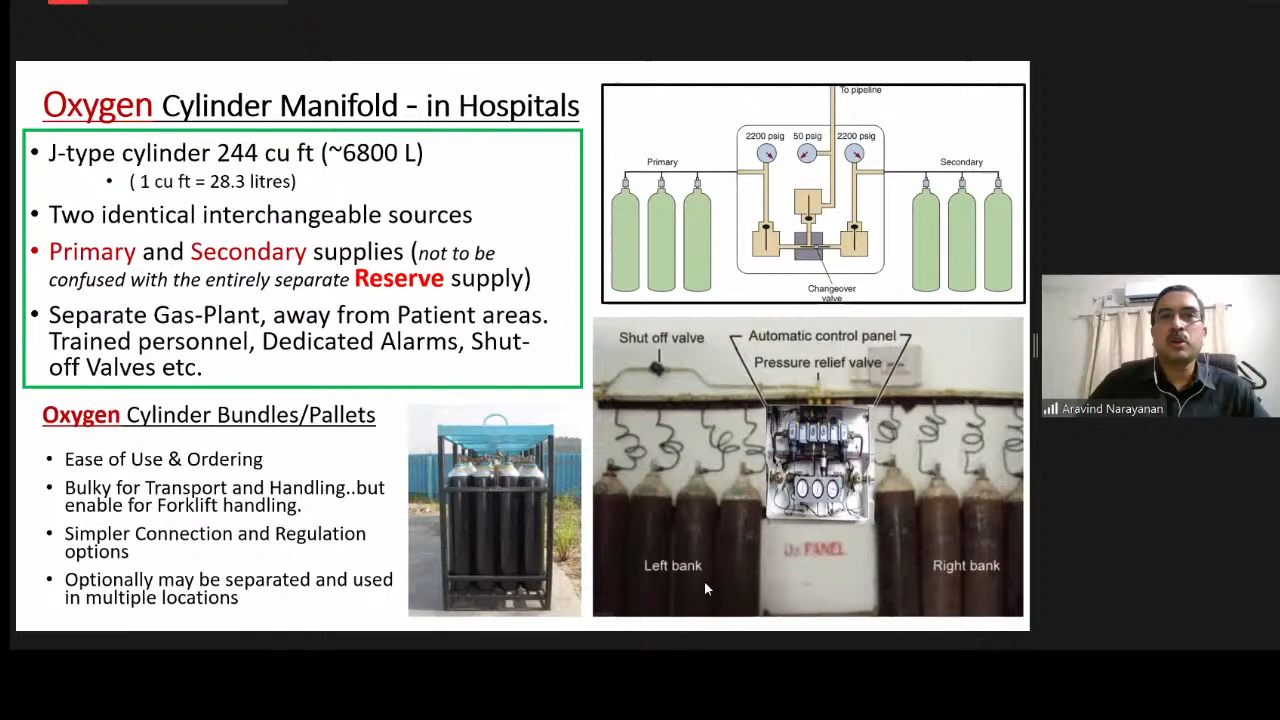 Oxygen Cylinder Manifold - in Hospitals
• J-type cylinder 244 cu ft (~6800 L)
• ( 1 cu ft = 28.3 litres)
• Two identical interchangeable sources
• Primary and Secondary supplies (not to be
confused with the entirely separate Reserve supply)
• Separate Gas-Plant, away from Patient areas.
Trained personnel, Dedicated Alarms, Shut-
off Valves etc.
Oxygen Cylinder Bundles/Pallets
• Ease of Use & Ordering
• Bulky for Transport and Handling..but
enable for Forklift handling.
• Simpler Connection and Regulation
options
• Optionally may be separated and used
in multiple locations
To pipeline
2200 psig 50 psig 2200 psig
Primary
Secondary
Changeover
valve
Shut off valve
Automatic control panel
Pressure relief valve
O₂ PANEL
Left bank
Right bank
Aravind Narayanan